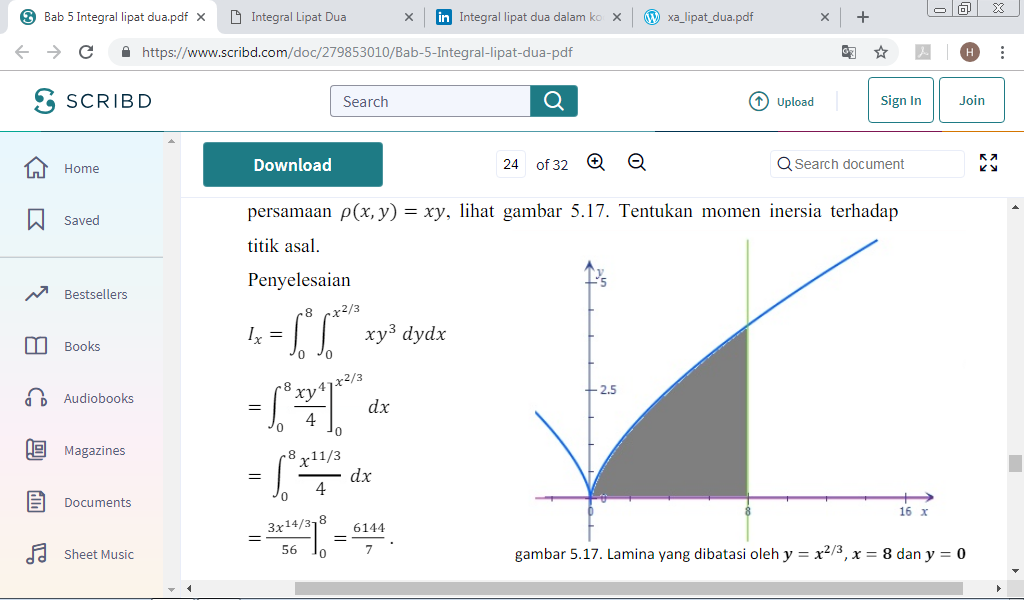 Bab 5 Integral lipat dua.pdf
Integral Lipat Dua
Integral lipat dua dalam ko
xa_lipat_dua.pdf
https://www.scribd.com/doc/279853010/Bab-5-Integral-lipat-dua-pdf
H
SCRIBD
Search
Upload
Sign In
Join
Home
Saved
Bestsellers
Books
Audiobooks
Magazines
Documents
Sheet Music
Download
24 of 32
Search document
persamaan ρ(x, y) = xy, lihat gambar 5.17. Tentukan momen inersia terhadap
titik asal.
Penyelesaian
I_x = ∫_0^8 ∫_0^{x^{2/3}} xy³ dydx
= ∫_0^8 xy⁴/4 ]_0^{x^{2/3}} dx
= ∫_0^8 x^{11/3}/4 dx
= 3x^{14/3}/56 ]_0^8 = 6144/7 .
y
5
2.5
0
0
8
16 x
gambar 5.17. Lamina yang dibatasi oleh y = x^{2/3}, x = 8 dan y = 0